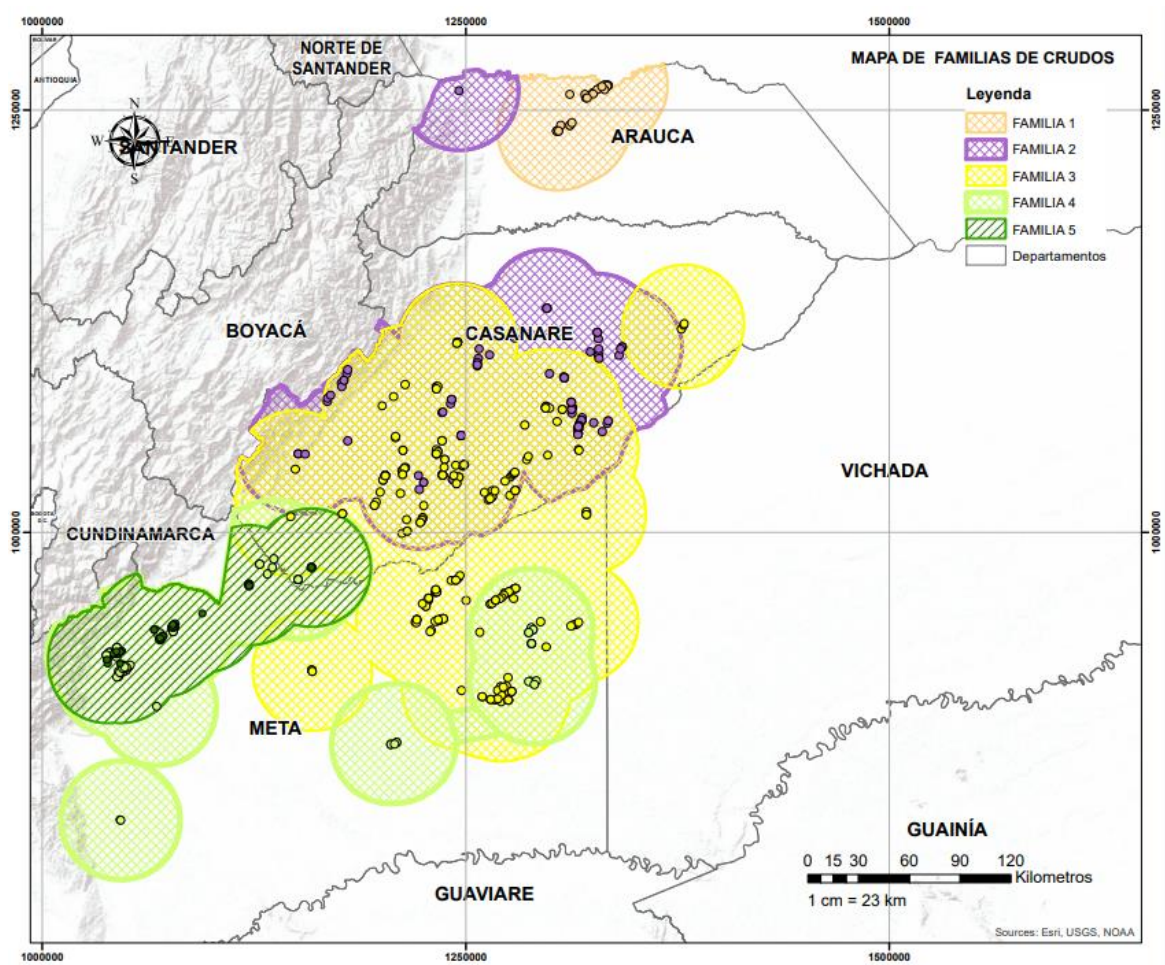 1000000
1250000
1500000
BOLIVAR
NORTE DE
SANTANDER
MAPA DE FAMILIAS DE CRUDOS
ANTIOQUIA
Leyenda
FAMILIA 1
FAMILIA 2
FAMILIA 3
FAMILIA 4
FAMILIA 5
Departamentos
1250000
1250000
N
W
E
S
SANTANDER
ARAUCA
BOYACÁ
CASANARE
VICHADA
BOGOTA
D.C.
CUNDINAMARCA
1000000
1000000
META
GUAINÍA
GUAVIARE
0 15 30 60 90 120
Kilometros
1 cm = 23 km
Sources: Esri, USGS, NOAA
1000000
1250000
1500000